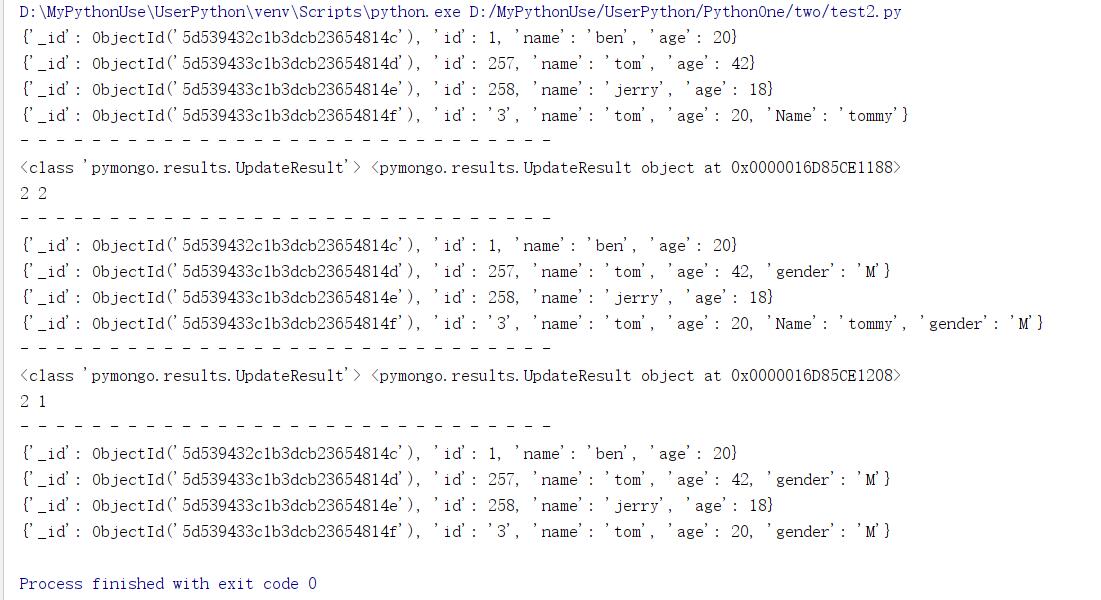 D:\MyPythonUse\UserPython\venv\Scripts\python.exe D:/MyPythonUse/UserPython/PythonOne/two/test2.py
{'_id': ObjectId('5d539432c1b3dcb23654814c'), 'id': 1, 'name': 'ben', 'age': 20}
{'_id': ObjectId('5d539433c1b3dcb23654814d'), 'id': 257, 'name': 'tom', 'age': 42}
{'_id': ObjectId('5d539433c1b3dcb23654814e'), 'id': 258, 'name': 'jerry', 'age': 18}
{'_id': ObjectId('5d539433c1b3dcb23654814f'), 'id': '3', 'name': 'tom', 'age': 20, 'Name': 'tommy'}
- - - - - - - - - - - - - - - - - - - - - - - - - - - - - -
<class 'pymongo.results.UpdateResult'> <pymongo.results.UpdateResult object at 0x0000016D85CE1188>
2 2
- - - - - - - - - - - - - - - - - - - - - - - - - - - - - -
{'_id': ObjectId('5d539432c1b3dcb23654814c'), 'id': 1, 'name': 'ben', 'age': 20}
{'_id': ObjectId('5d539433c1b3dcb23654814d'), 'id': 257, 'name': 'tom', 'age': 42, 'gender': 'M'}
{'_id': ObjectId('5d539433c1b3dcb23654814e'), 'id': 258, 'name': 'jerry', 'age': 18}
{'_id': ObjectId('5d539433c1b3dcb23654814f'), 'id': '3', 'name': 'tom', 'age': 20, 'Name': 'tommy', 'gender': 'M'}
- - - - - - - - - - - - - - - - - - - - - - - - - - - - - -
<class 'pymongo.results.UpdateResult'> <pymongo.results.UpdateResult object at 0x0000016D85CE1208>
2 1
- - - - - - - - - - - - - - - - - - - - - - - - - - - - - -
{'_id': ObjectId('5d539432c1b3dcb23654814c'), 'id': 1, 'name': 'ben', 'age': 20}
{'_id': ObjectId('5d539433c1b3dcb23654814d'), 'id': 257, 'name': 'tom', 'age': 42, 'gender': 'M'}
{'_id': ObjectId('5d539433c1b3dcb23654814e'), 'id': 258, 'name': 'jerry', 'age': 18}
{'_id': ObjectId('5d539433c1b3dcb23654814f'), 'id': '3', 'name': 'tom', 'age': 20, 'gender': 'M'}
Process finished with exit code 0